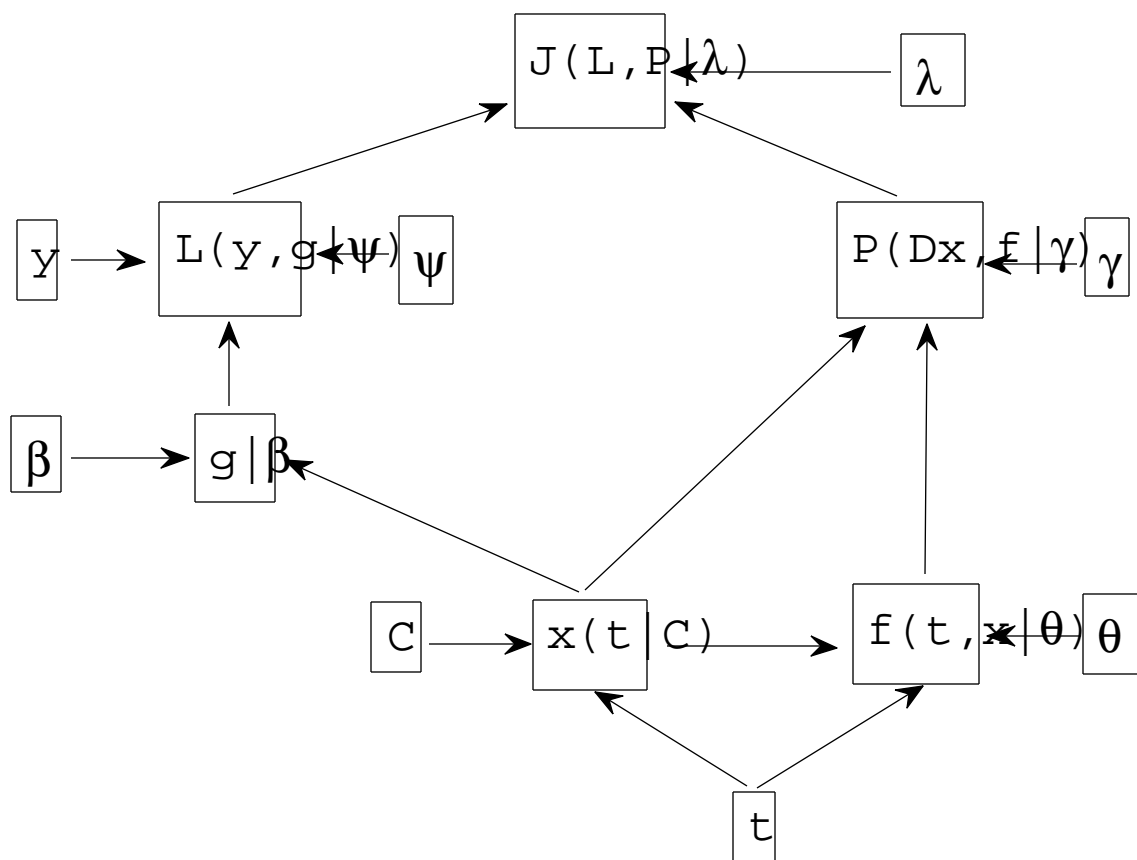 J(L,P|λ)
λ
y
L(y,g|ψ)
ψ
P(Dx,f|γ)
γ
β
g|β
C
x(t|C)
f(t,x|θ)
θ
t